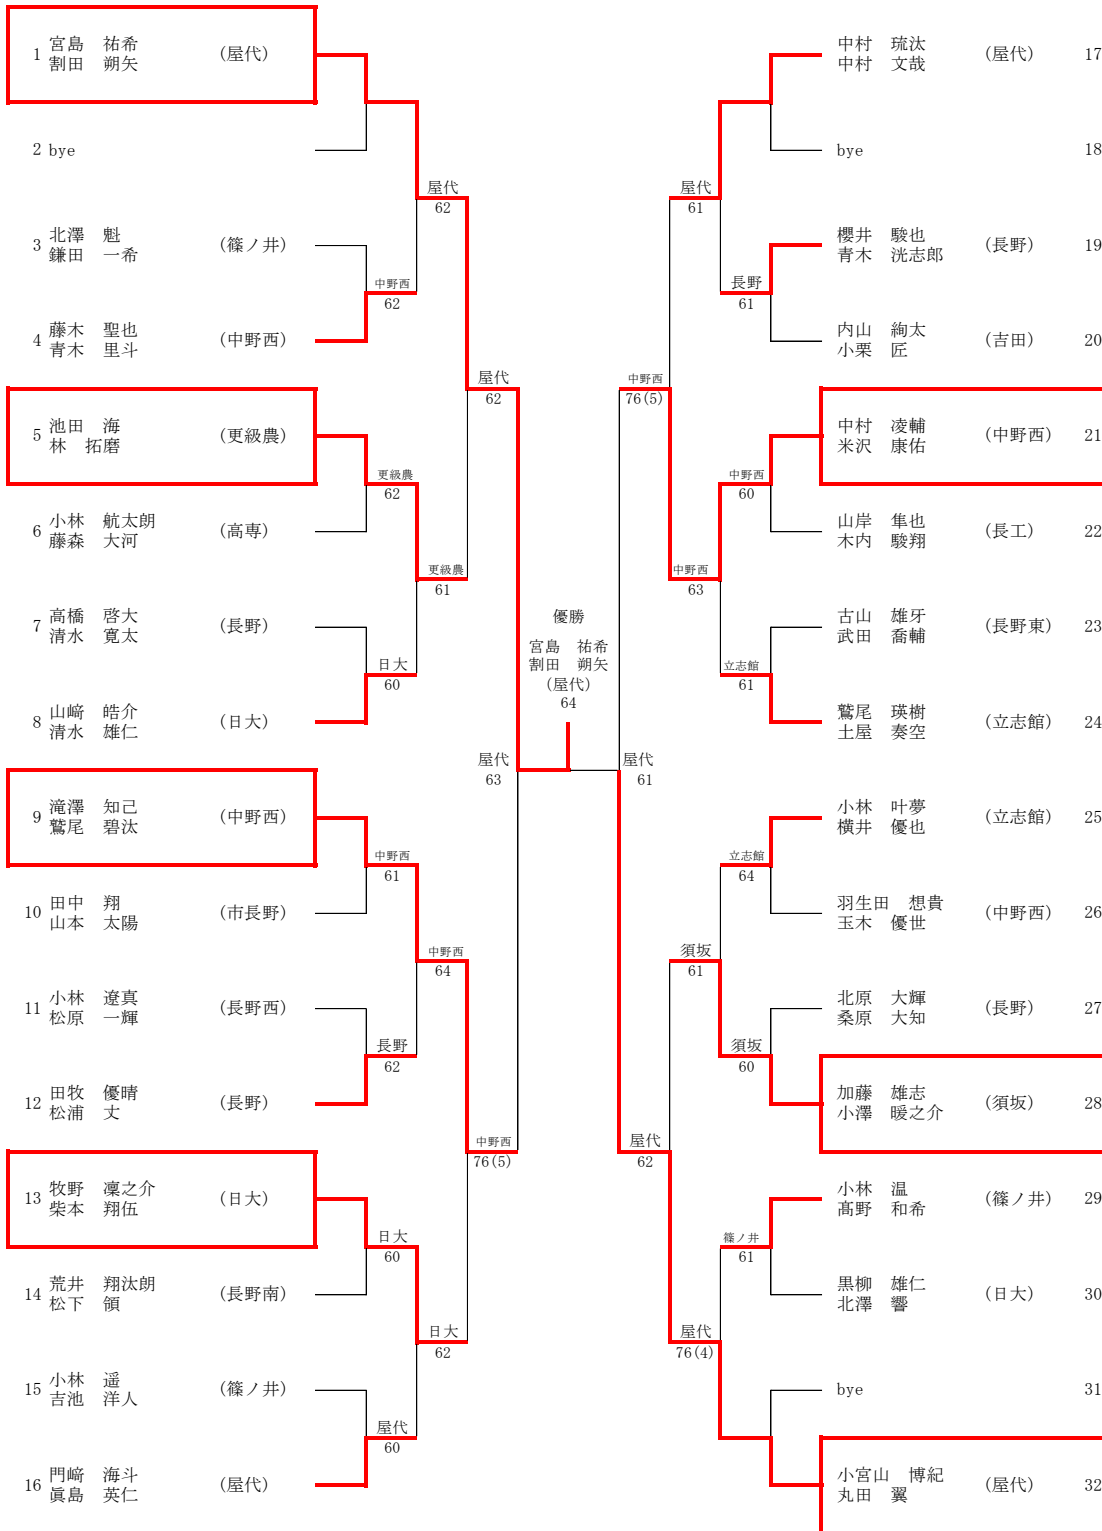 1 宮島　祐希 (屋代)
割田　朔矢
2 bye
3 北澤　魁 (篠ノ井)
鎌田　一希
4 藤木　聖也 (中野西)
青木　里斗
5 池田　海 (更級農)
林　拓磨
6 小林　航太朗 (高専)
藤森　大河
7 高橋　啓大 (長野)
清水　寛太
8 山﨑　皓介 (日大)
清水　雄仁
9 滝澤　知己 (中野西)
鷲尾　碧汰
10 田中　翔 (市長野)
山本　太陽
11 小林　遼真 (長野西)
松原　一輝
12 田牧　優晴 (長野)
松浦　丈
13 牧野　凜之介 (日大)
柴本　翔伍
14 荒井　翔汰朗 (長野南)
松下　領
15 小林　遥 (篠ノ井)
吉池　洋人
16 門﨑　海斗 (屋代)
眞島　英仁
中野西
62
更級農
62
日大
60
中野西
61
長野
62
日大
60
屋代
60
屋代
62
更級農
61
中野西
64
日大
62
屋代
62
中野西
76(5)
屋代
63
優勝
宮島　祐希
割田　朔矢
(屋代)
64
屋代
61
中野西
76(5)
屋代
62
屋代
61
中野西
63
須坂
61
屋代
76(4)
長野
61
中野西
60
立志館
61
立志館
64
須坂
60
篠ノ井
61
中村　琉汰 (屋代) 17
中村　文哉
bye 18
櫻井　駿也 (長野) 19
青木　洸志郎
内山　絢太 (吉田) 20
小栗　匠
中村　凌輔 (中野西) 21
米沢　康佑
山岸　隼也 (長工) 22
木内　駿翔
古山　雄牙 (長野東) 23
武田　喬輔
鷲尾　瑛樹 (立志館) 24
土屋　奏空
小林　叶夢 (立志館) 25
横井　優也
羽生田　想貴 (中野西) 26
玉木　優世
北原　大輝 (長野) 27
桑原　大知
加藤　雄志 (須坂) 28
小澤　暖之介
小林　温 (篠ノ井) 29
髙野　和希
黒柳　雄仁 (日大) 30
北澤　響
bye 31
小宮山　博紀 (屋代) 32
丸田　翼